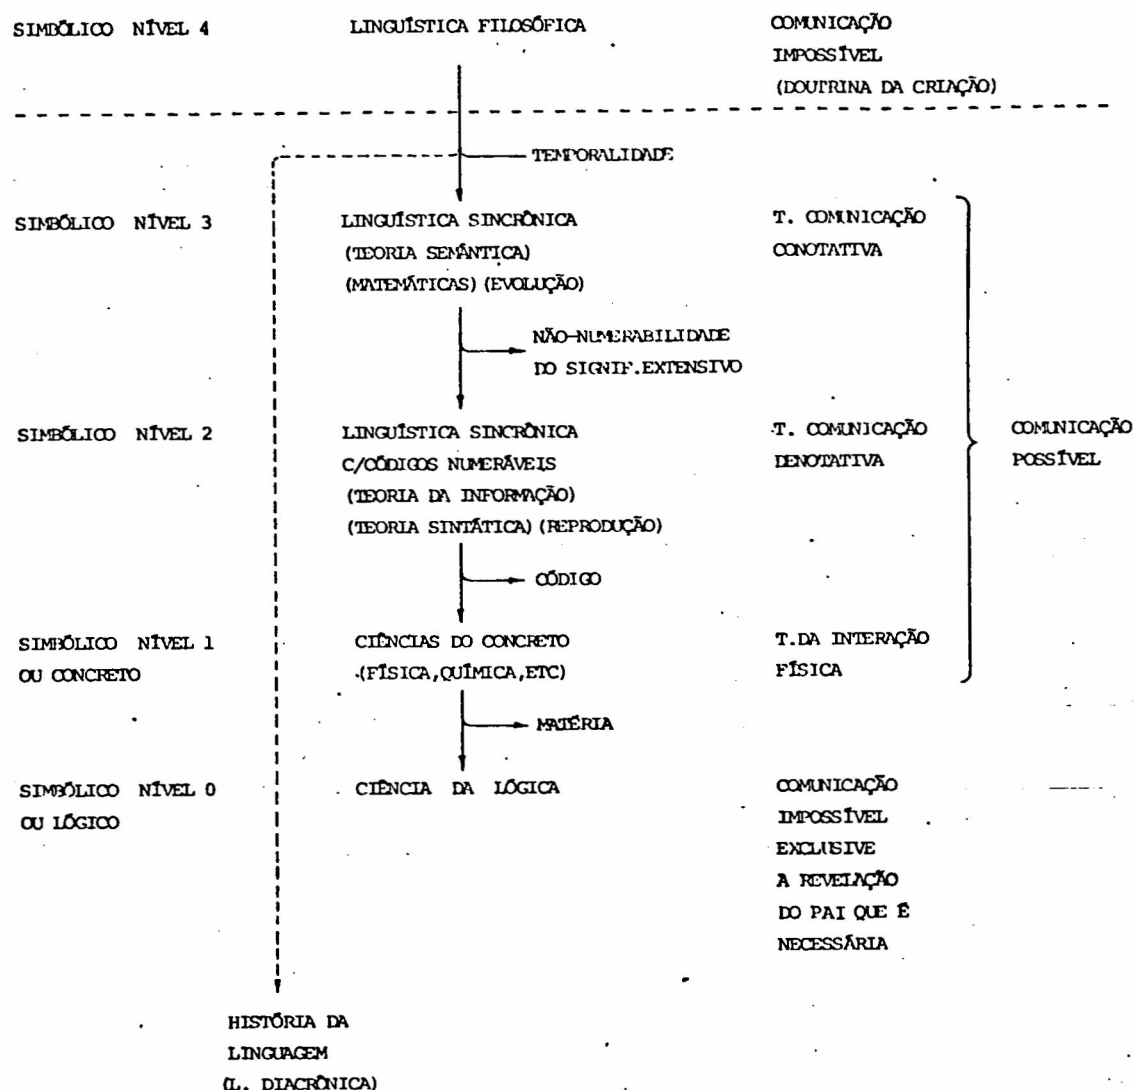 SIMBÓLICO NÍVEL 4
LINGUÍSTICA FILOSÓFICA
COMUNICAÇÃO
IMPOSSÍVEL
(DOUTRINA DA CRIAÇÃO)
TEMPORALIDADE
SIMBÓLICO NÍVEL 3
LINGUÍSTICA SINCRÔNICA
(TEORIA SEMÂNTICA)
(MATEMÁTICAS) (EVOLUÇÃO)
T. COMUNICAÇÃO
CONOTATIVA
NÃO-NUMERABILIDADE
DO SIGNIF.EXTENSIVO
SIMBÓLICO NÍVEL 2
LINGUÍSTICA SINCRÔNICA
C/CÓDIGOS NUMERÁVEIS
(TEORIA DA INFORMAÇÃO)
(TEORIA SINTÁTICA) (REPRODUÇÃO)
T. COMUNICAÇÃO
DENOTATIVA
COMUNICAÇÃO
POSSÍVEL
CÓDIGO
SIMBÓLICO NÍVEL 1
OU CONCRETO
CIÊNCIAS DO CONCRETO
(FÍSICA,QUÍMICA,ETC)
T.DA INTERAÇÃO
FÍSICA
MATÉRIA
SIMBÓLICO NÍVEL 0
OU LÓGICO
CIÊNCIA DA LÓGICA
COMUNICAÇÃO
IMPOSSÍVEL
EXCLUSIVE
A REVELAÇÃO
DO PAI QUE É
NECESSÁRIA
HISTÓRIA DA
LINGUAGEM
(L. DIACRÔNICA)